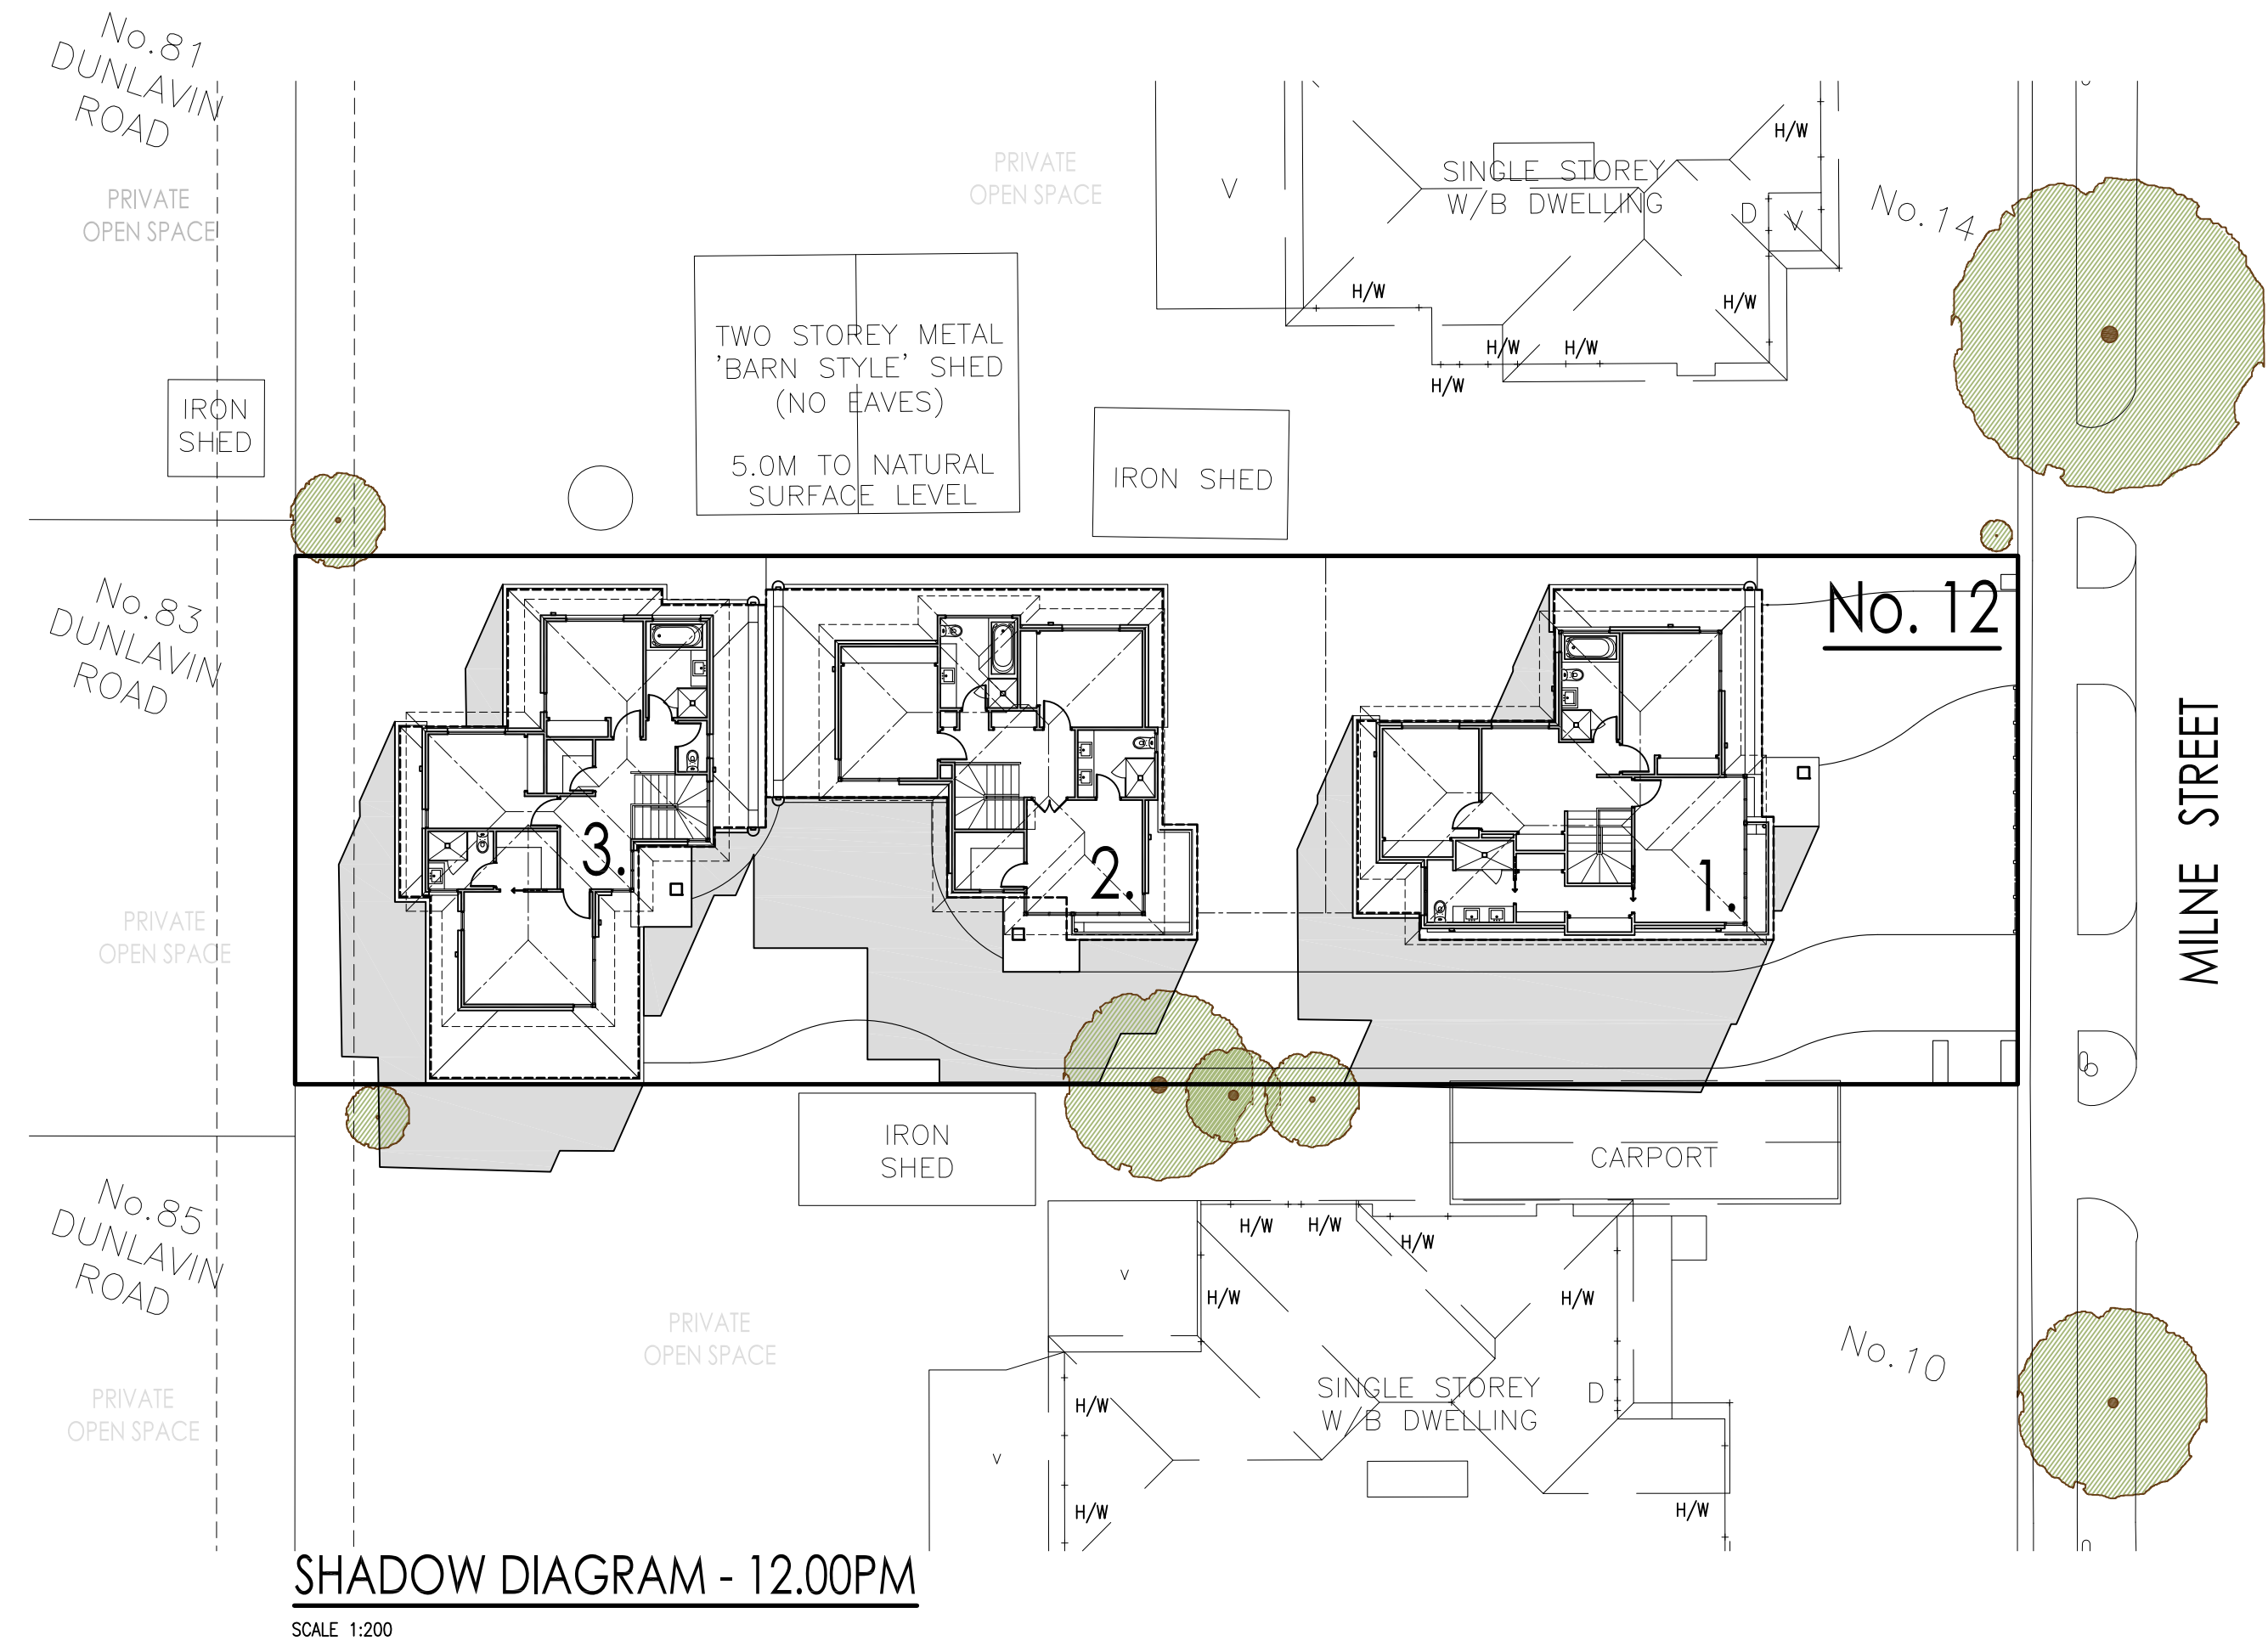 No.81
DUNLAVIN
ROAD
PRIVATE
OPEN SPACE
PRIVATE
OPEN SPACE
V
SINGLE STOREY
W/B DWELLING
H/W
D
V
No.14
H/W
H/W
H/W
H/W
H/W
TWO STOREY METAL
'BARN STYLE' SHED
(NO EAVES)
5.0M TO NATURAL
SURFACE LEVEL
IRON
SHED
IRON SHED
No.83
DUNLAVIN
ROAD
No. 12
MILNE STREET
3.
2.
1.
PRIVATE
OPEN SPACE
IRON
SHED
CARPORT
No.85
DUNLAVIN
ROAD
H/W
H/W
H/W
V
H/W
H/W
PRIVATE
OPEN SPACE
No.10
SINGLE STOREY
W/B DWELLING
D
H/W
PRIVATE
OPEN SPACE
V
H/W
H/W
SHADOW DIAGRAM - 12.00PM
SCALE 1:200